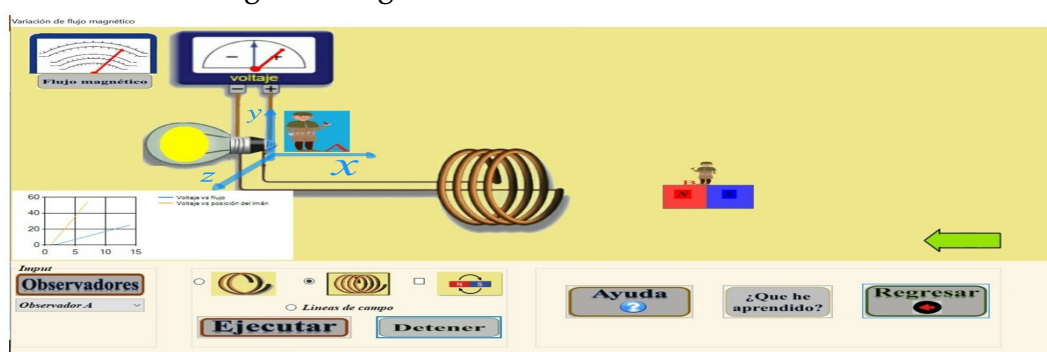 Variación de flujo magnético
Flujo magnético
− +
voltaje
− +
y
x
z
B
N S
60
40
20
0
0 5 10 15
Voltaje vs flujo
Voltaje vs posición del imán
Imput
Observadores
Observador A
N S
Lineas de campo
Ejecutar
Detener
Ayuda
?
¿Que he
aprendido?
Regresar